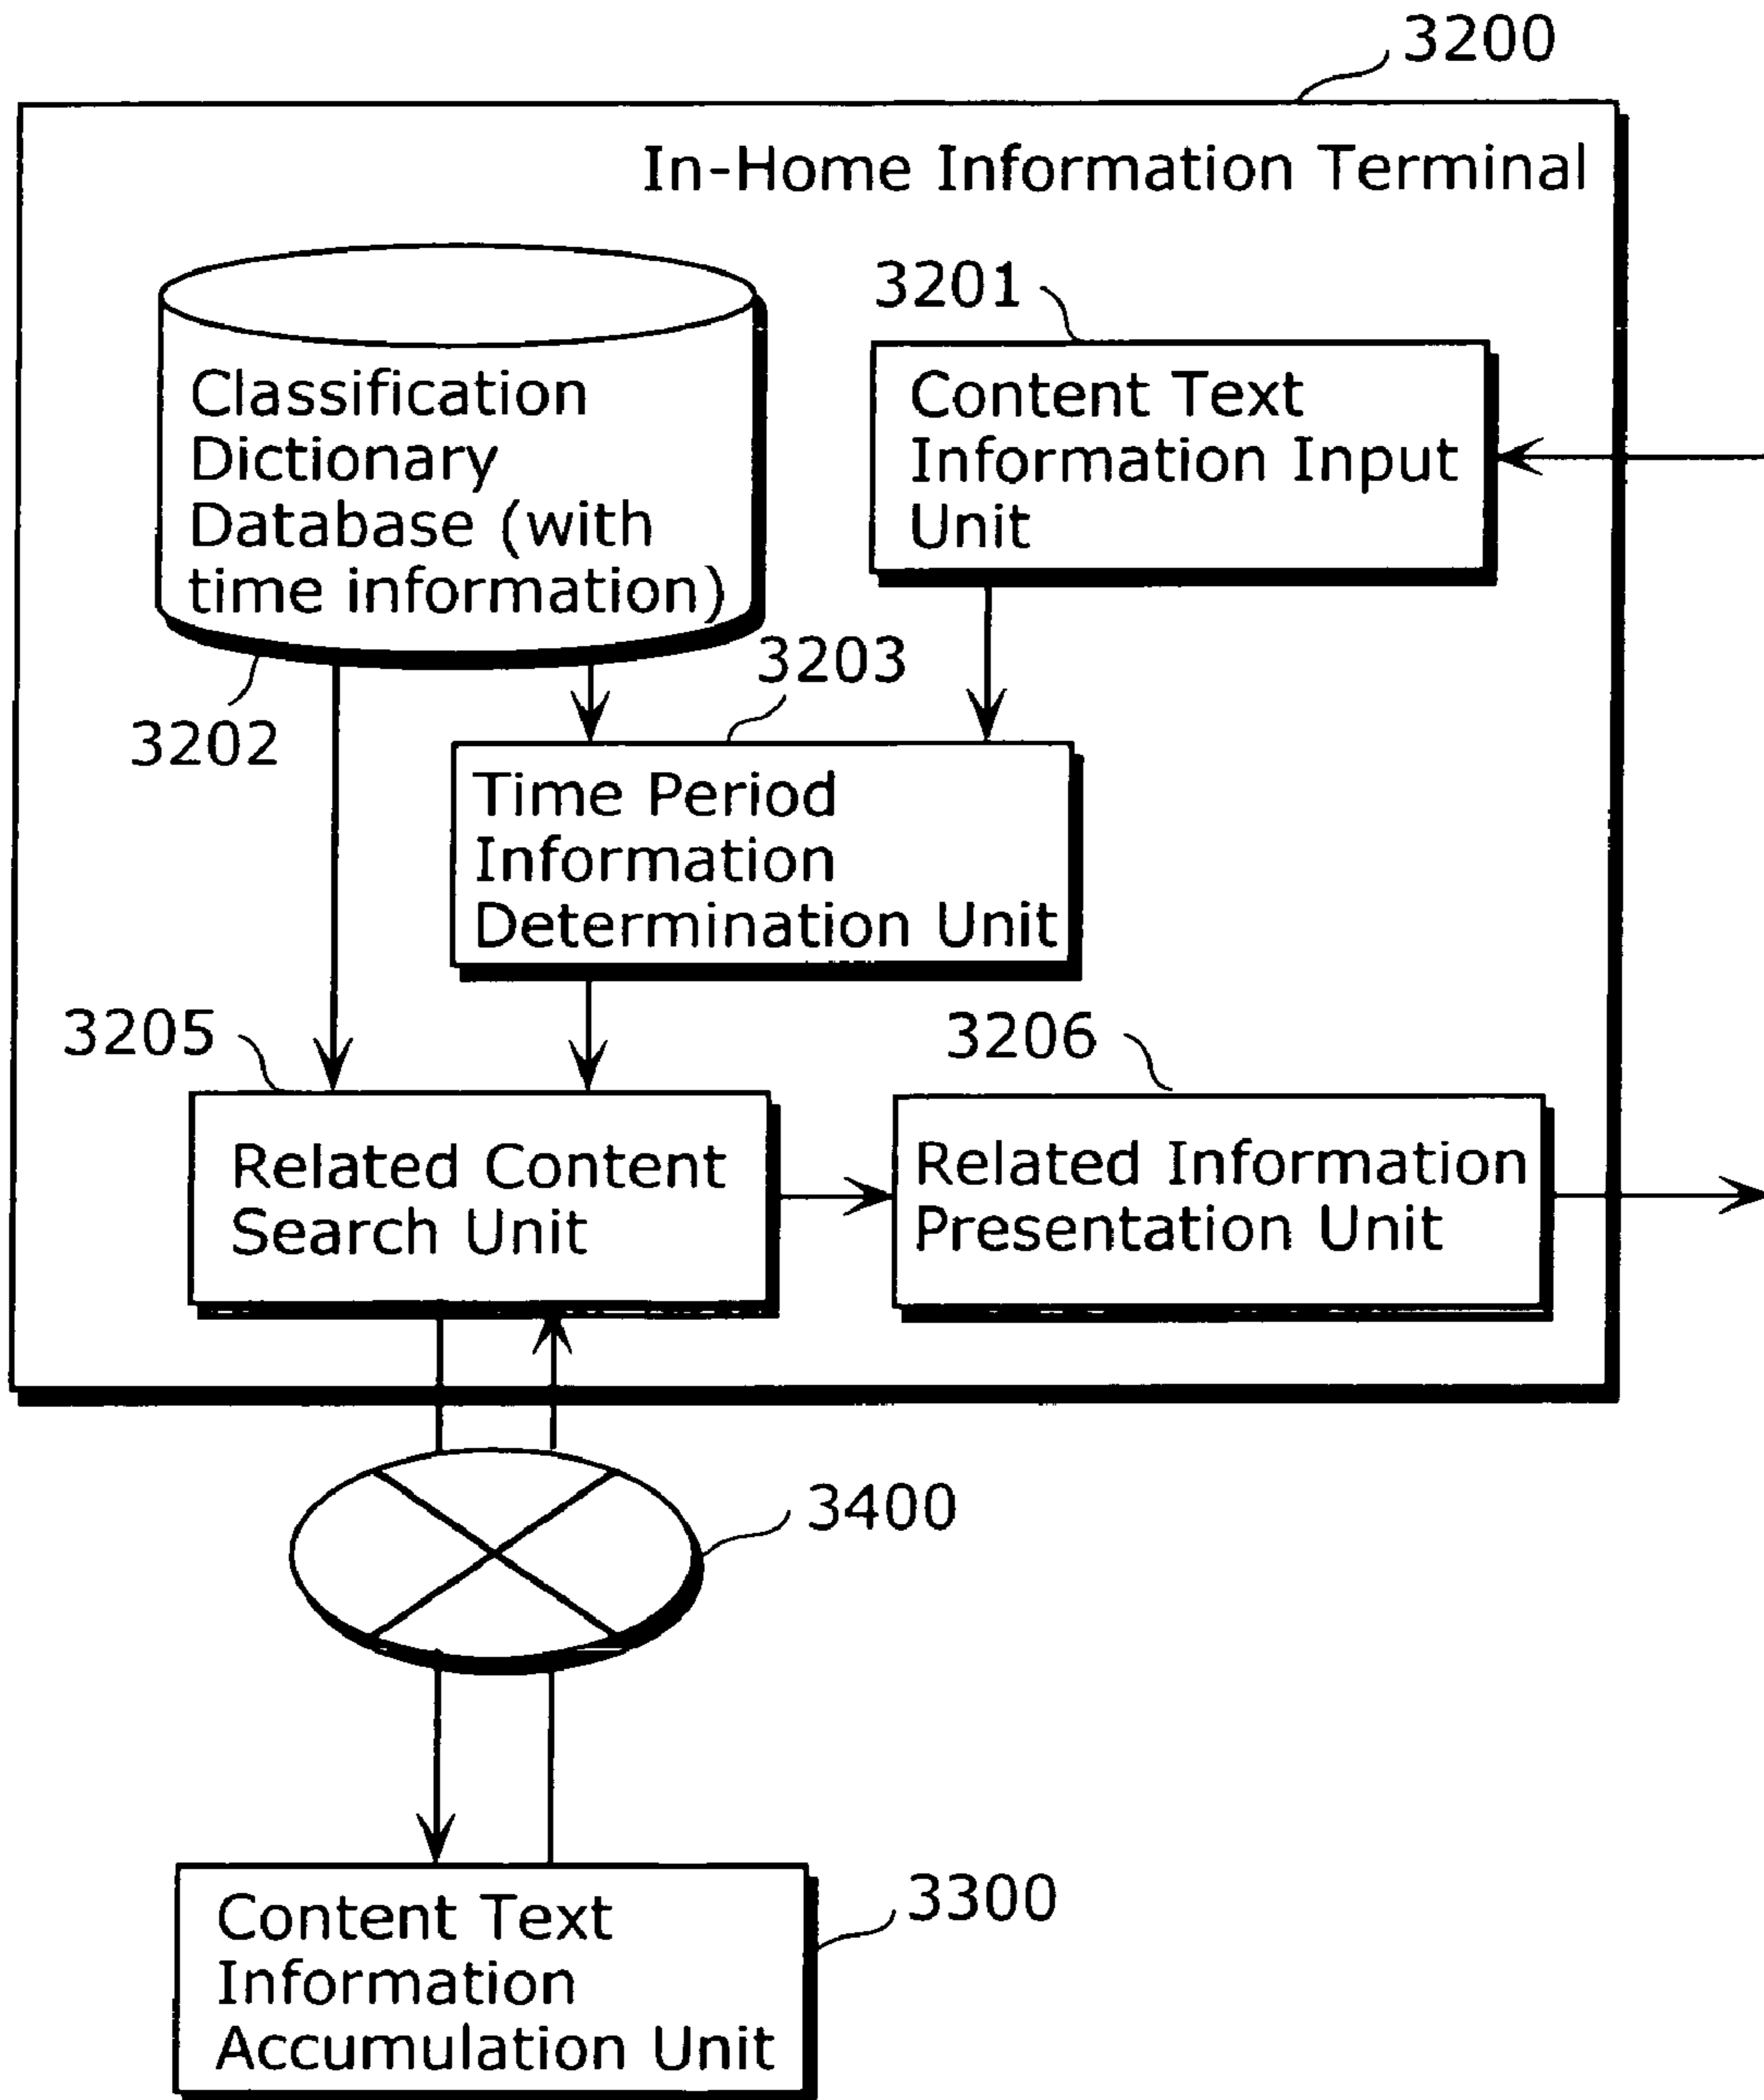 3200
In-Home Information Terminal
3201
Classification
Dictionary
Database (with
time information)
Content Text
Information Input
Unit
3202
3203
Time Period
Information
Determination Unit
3205
3206
Related Content
Search Unit
Related Information
Presentation Unit
3400
3300
Content Text
Information
Accumulation Unit